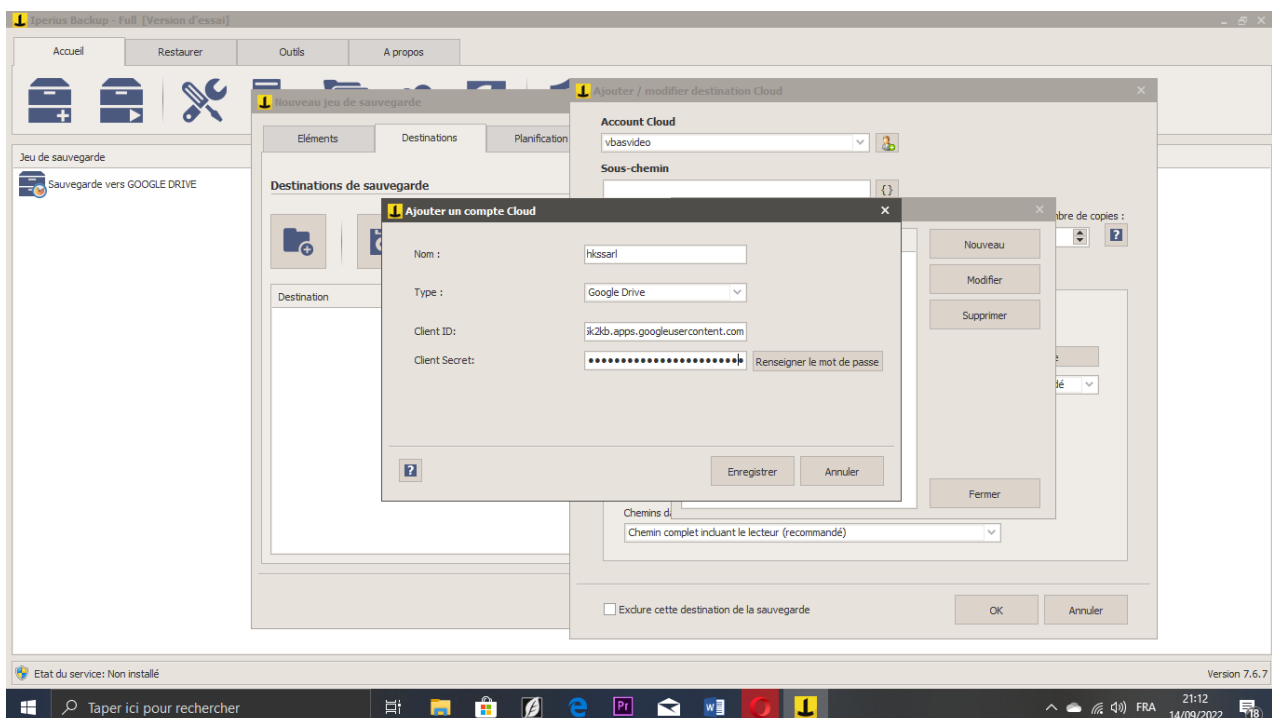 Iperius Backup - Full [Version d'essai]
Accueil
Restaurer
Outils
A propos
Jeu de sauvegarde
Sauvegarde vers GOOGLE DRIVE
Nouveau jeu de sauvegarde
Eléments
Destinations
Planification
Destinations de sauvegarde
Destination
Ajouter / modifier destination Cloud
Account Cloud
vbasvideo
Sous-chemin
{}
bre de copies :
?
Nouveau
Modifier
Supprimer
Fermer
Ajouter un compte Cloud
Nom :
hkssarl
Type :
Google Drive
Client ID:
k2kb.apps.googleusercontent.com
Client Secret:
Renseigner le mot de passe
?
Enregistrer
Annuler
Chemins da
Chemin complet incluant le lecteur (recommandé)
Exclure cette destination de la sauvegarde
OK
Annuler
Etat du service: Non installé
Version 7.6.7
Taper ici pour rechercher
Pr
FRA
21:12
14/09/2022
18